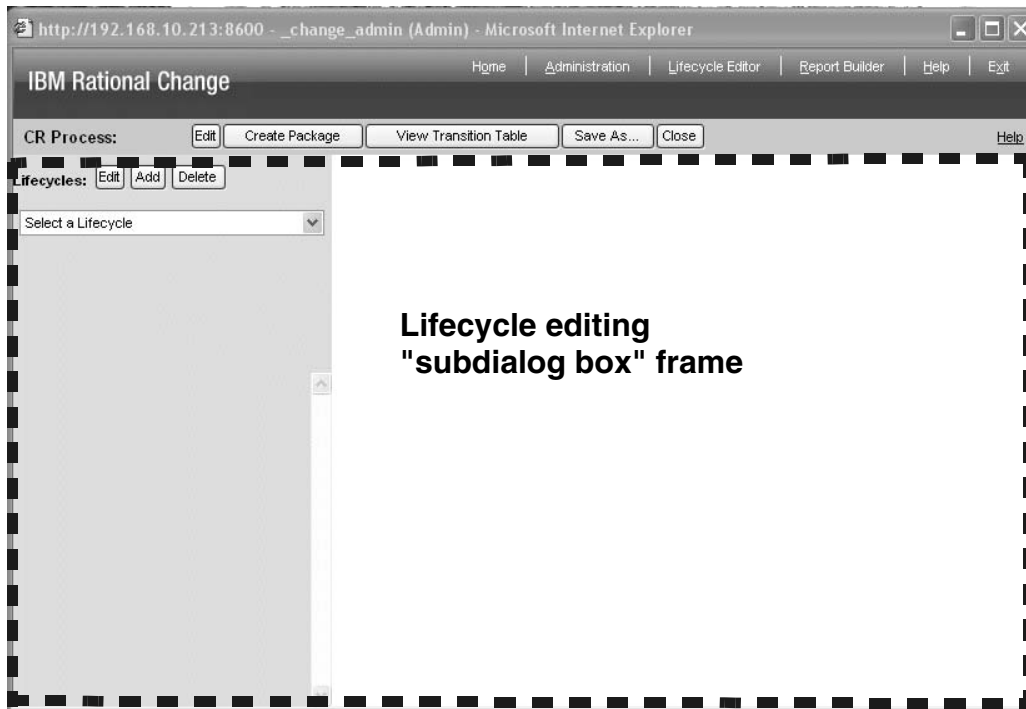 http://192.168.10.213:8600 - _change_admin (Admin) - Microsoft Internet Explorer
IBM Rational Change
Home | Administration | Lifecycle Editor | Report Builder | Help | Exit
CR Process: Edit Create Package View Transition Table Save As... Close Help
Lifecycles: Edit Add Delete
Select a Lifecycle
Lifecycle editing
"subdialog box" frame